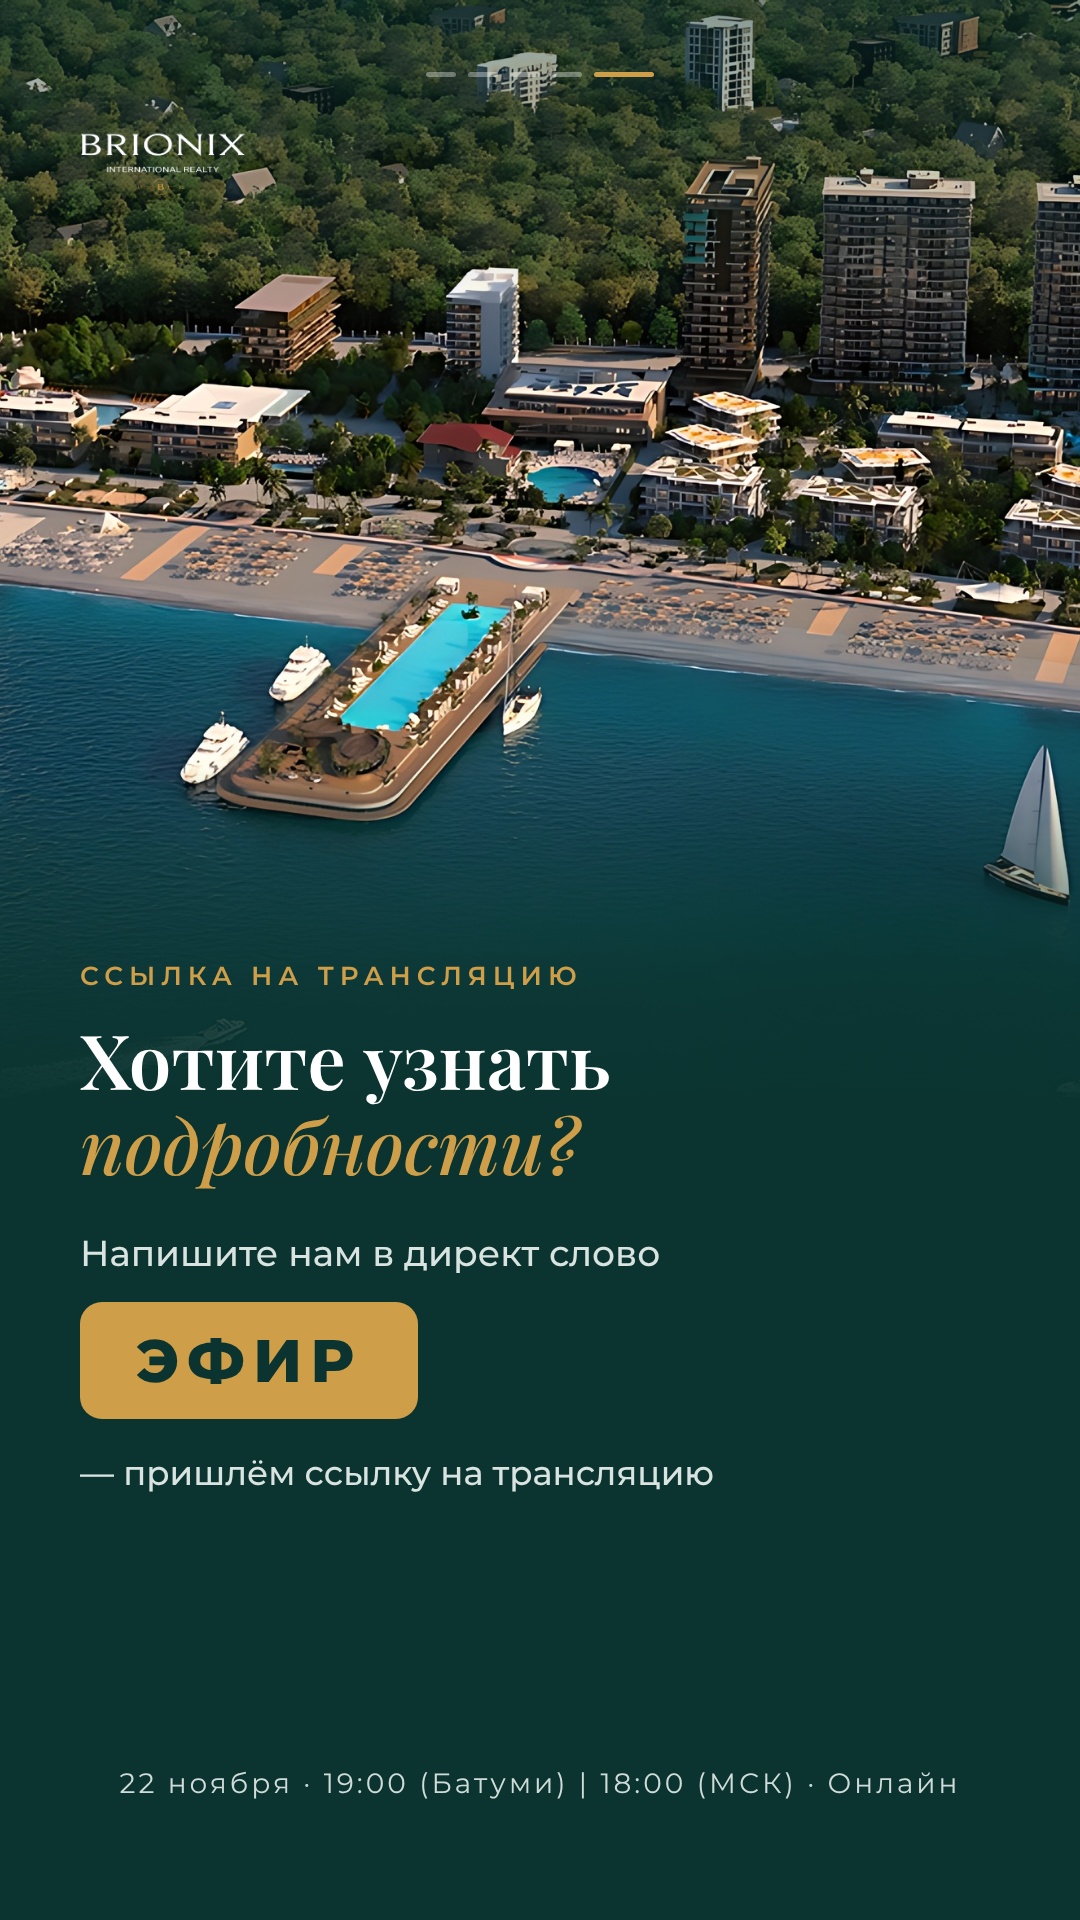 BRIONIX
INTERNATIONAL REALTY
B
ССЫЛКА НА ТРАНСЛЯЦИЮ
Хотите узнать
подробности?
Напишите нам в директ слово
ЭФИР
— пришлём ссылку на трансляцию
22 ноября · 19:00 (Батуми) | 18:00 (МСК) · Онлайн